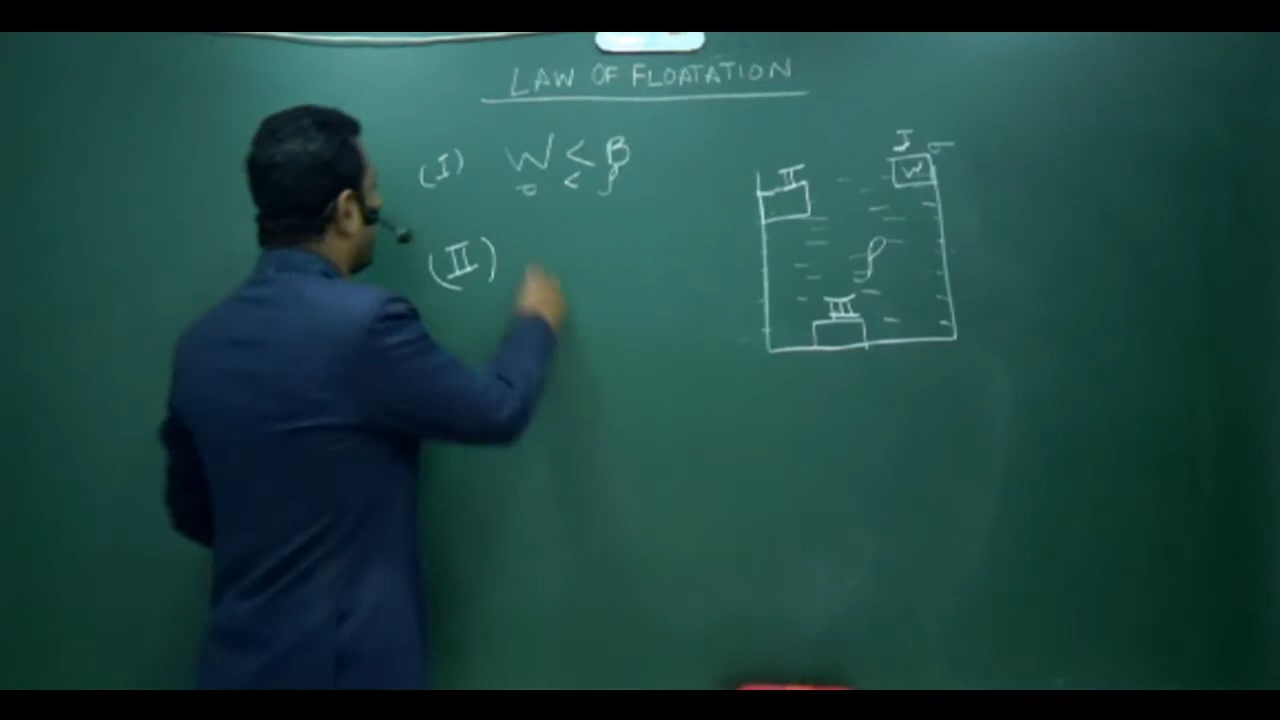 LAW OF FLOATATION
(I) W < B
σ < ρ
(II)
I σ
W
II
ρ
III